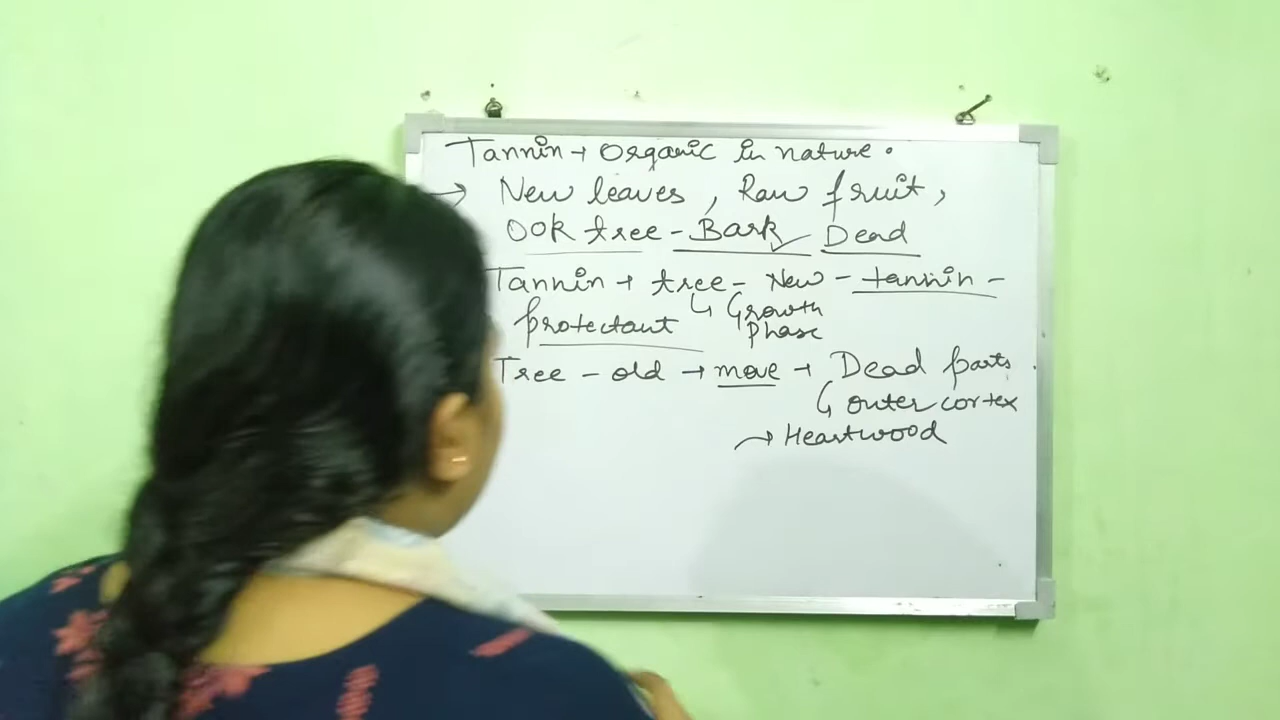 Tannin → Organic in nature.
→ New leaves, Raw fruit,
Ook tree - Bark ✓ Dead
Tannin → tree - New - tannin -
↳ Growth
protectant phase
Tree - old → move → Dead parts
↳ outer cortex
→ Heartwood